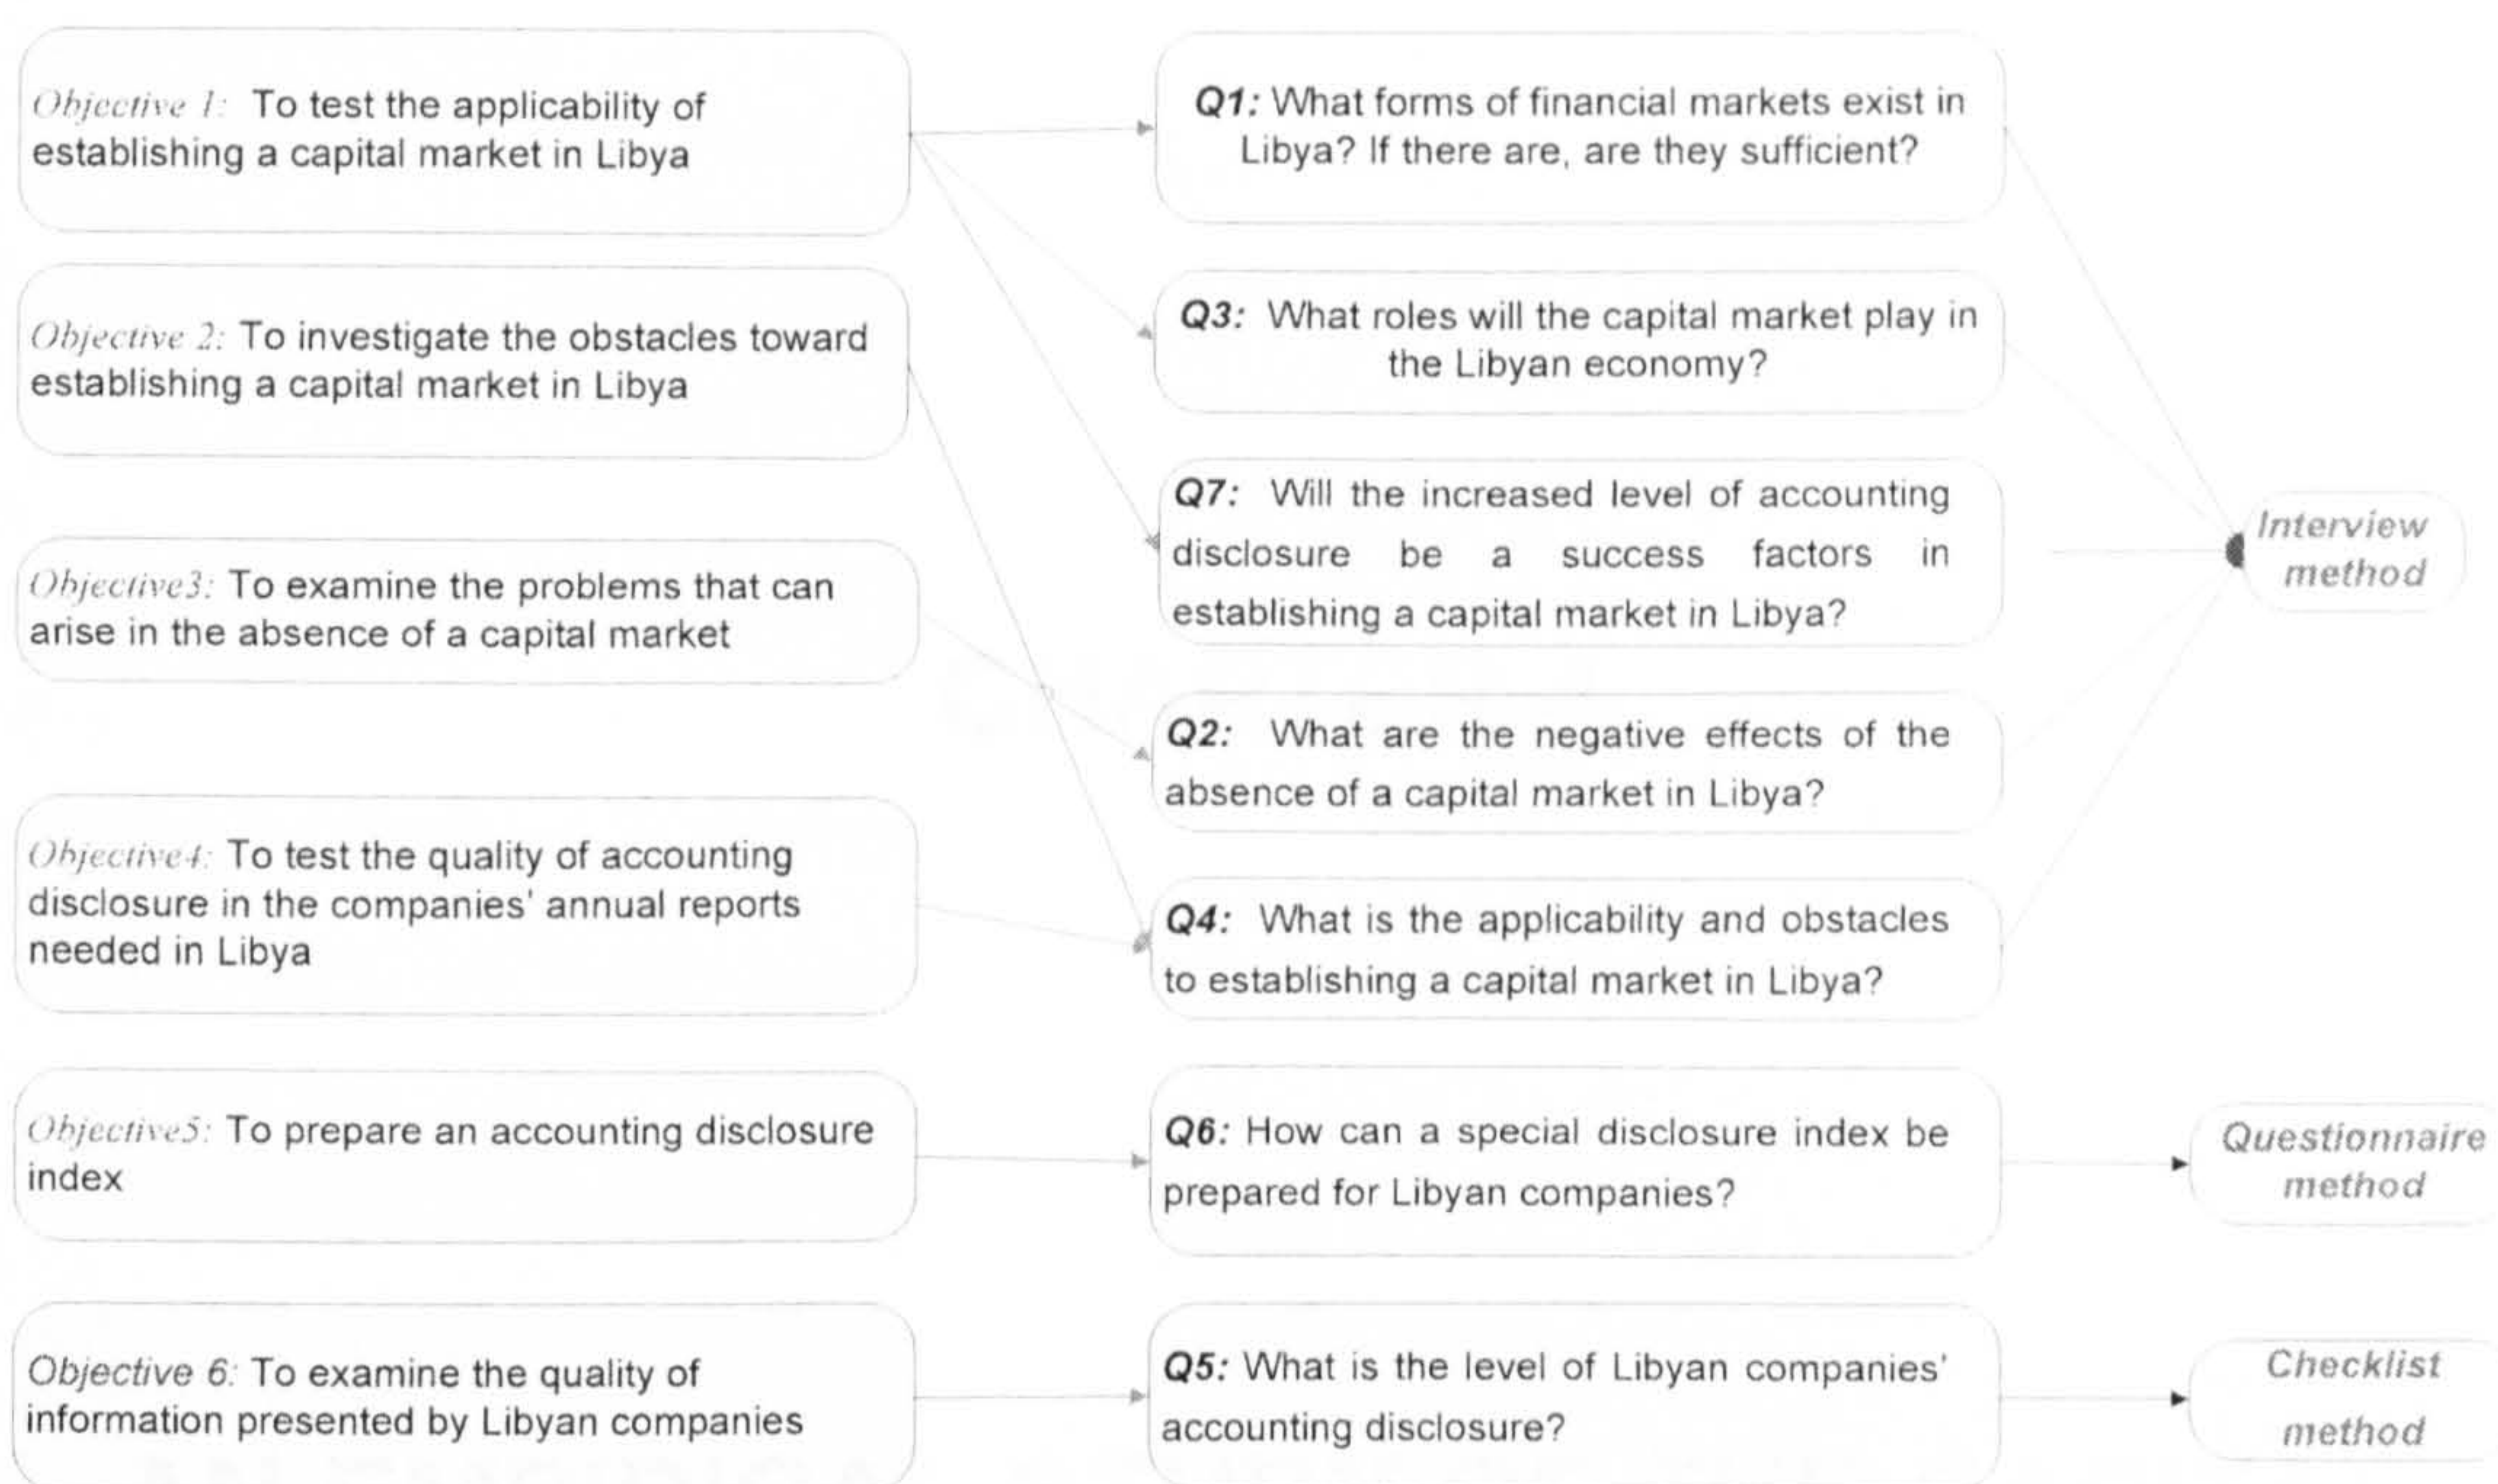 Objective 1: To test the applicability of
establishing a capital market in Libya
Objective 2: To investigate the obstacles toward
establishing a capital market in Libya
Objective3: To examine the problems that can
arise in the absence of a capital market
Objective4: To test the quality of accounting
disclosure in the companies' annual reports
needed in Libya
Objective5: To prepare an accounting disclosure
index
Objective 6: To examine the quality of
information presented by Libyan companies
Q1: What forms of financial markets exist in
Libya? If there are, are they sufficient?
Q3: What roles will the capital market play in
the Libyan economy?
Q7: Will the increased level of accounting
disclosure be a success factors in
establishing a capital market in Libya?
Q2: What are the negative effects of the
absence of a capital market in Libya?
Q4: What is the applicability and obstacles
to establishing a capital market in Libya?
Q6: How can a special disclosure index be
prepared for Libyan companies?
Q5: What is the level of Libyan companies'
accounting disclosure?
Interview
method
Questionnaire
method
Checklist
method